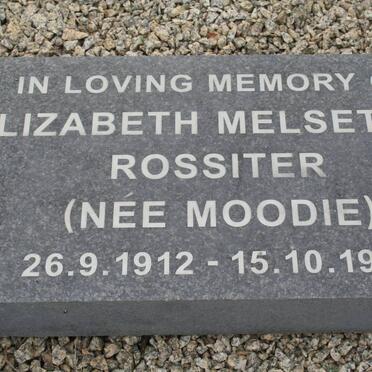 IN LOVING MEMORY
LIZABETH MELSET
ROSSITER
(NÉE MOODIE)
26.9.1912 - 15.10.19